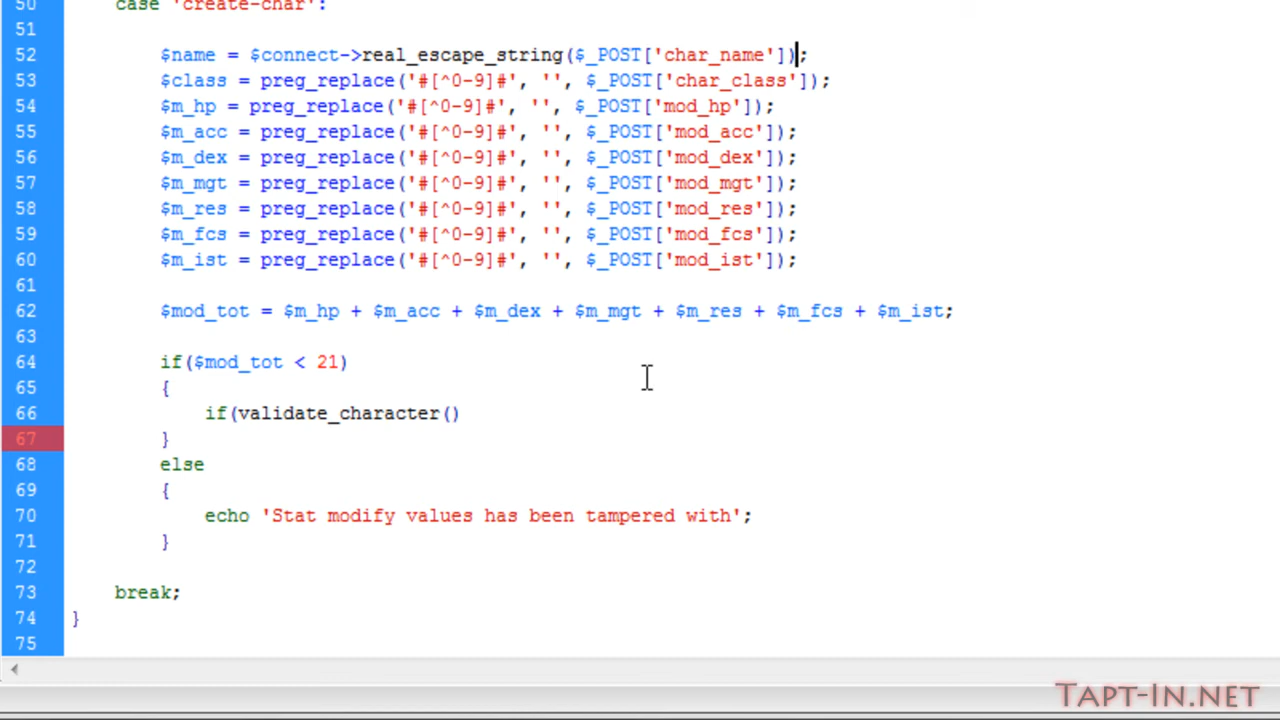 50 case 'create-char':
51
52 $name = $connect->real_escape_string($_POST['char_name']);
53 $class = preg_replace('#[^0-9]#', '', $_POST['char_class']);
54 $m_hp = preg_replace('#[^0-9]#', '', $_POST['mod_hp']);
55 $m_acc = preg_replace('#[^0-9]#', '', $_POST['mod_acc']);
56 $m_dex = preg_replace('#[^0-9]#', '', $_POST['mod_dex']);
57 $m_mgt = preg_replace('#[^0-9]#', '', $_POST['mod_mgt']);
58 $m_res = preg_replace('#[^0-9]#', '', $_POST['mod_res']);
59 $m_fcs = preg_replace('#[^0-9]#', '', $_POST['mod_fcs']);
60 $m_ist = preg_replace('#[^0-9]#', '', $_POST['mod_ist']);
61
62 $mod_tot = $m_hp + $m_acc + $m_dex + $m_mgt + $m_res + $m_fcs + $m_ist;
63
64 if($mod_tot < 21)
65 {
66 if(validate_character()
67 }
68 else
69 {
70 echo 'Stat modify values has been tampered with';
71 }
72
73 break;
74 }
75
Tapt-In.net